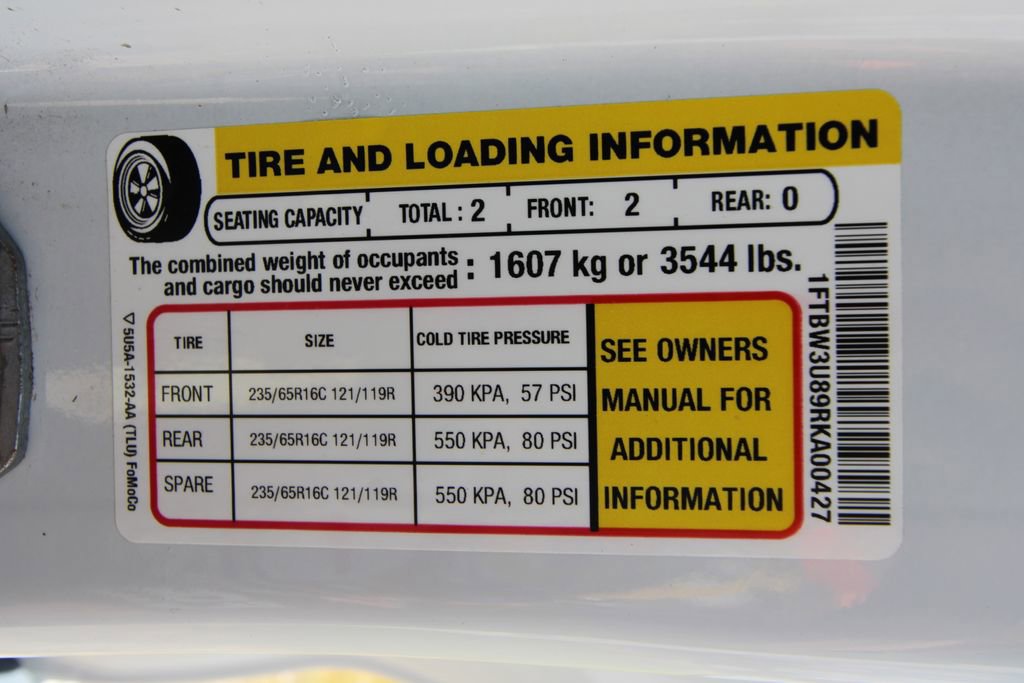 TIRE AND LOADING INFORMATION
SEATING CAPACITY TOTAL : 2 FRONT: 2 REAR: 0
The combined weight of occupants
and cargo should never exceed : 1607 kg or 3544 lbs.
TIRE SIZE COLD TIRE PRESSURE
FRONT 235/65R16C 121/119R 390 KPA, 57 PSI
REAR 235/65R16C 121/119R 550 KPA, 80 PSI
SPARE 235/65R16C 121/119R 550 KPA, 80 PSI
SEE OWNERS
MANUAL FOR
ADDITIONAL
INFORMATION
1FTBW3U89RKA00427
5U5A-1532-AA (TLU) FoMoCo